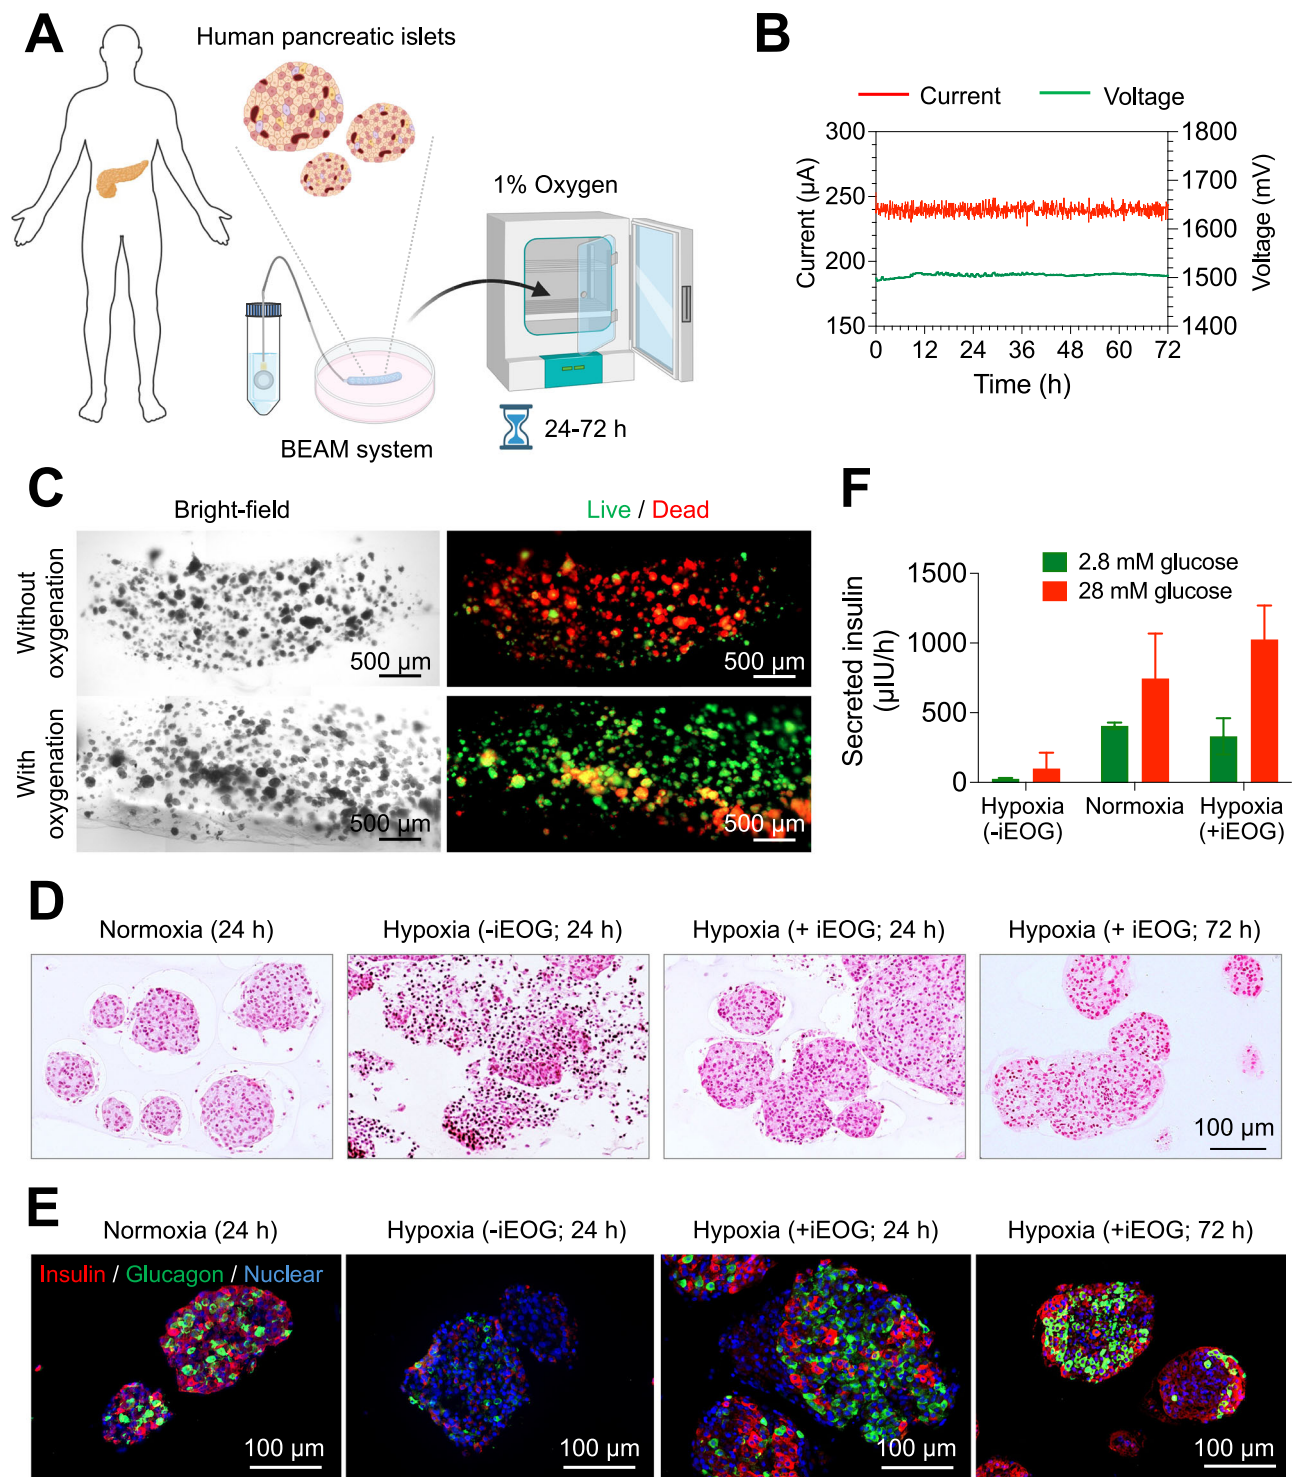 A
Human pancreatic islets
1% Oxygen
BEAM system
24-72 h
B
Current
Voltage
Current (µA)
300
250
200
150
Voltage (mV)
1800
1700
1600
1500
1400
0 12 24 36 48 60 72
Time (h)
C
Bright-field
Live / Dead
Without
oxygenation
500 µm
500 µm
With
oxygenation
500 µm
500 µm
F
2.8 mM glucose
28 mM glucose
Secreted insulin
(µIU/h)
1500
1000
500
0
Hypoxia
(-iEOG)
Normoxia
Hypoxia
(+iEOG)
D
Normoxia (24 h)
Hypoxia (-iEOG; 24 h)
Hypoxia (+ iEOG; 24 h)
Hypoxia (+ iEOG; 72 h)
100 µm
E
Normoxia (24 h)
Hypoxia (-iEOG; 24 h)
Hypoxia (+iEOG; 24 h)
Hypoxia (+iEOG; 72 h)
Insulin / Glucagon / Nuclear
100 µm
100 µm
100 µm
100 µm